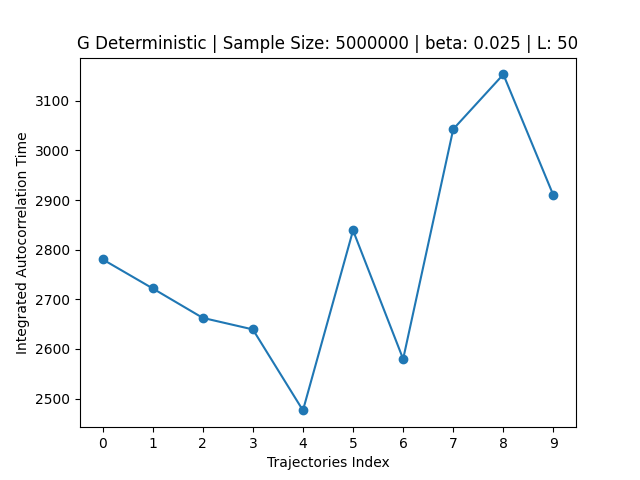 G Deterministic | Sample Size: 5000000 | beta: 0.025 | L: 50
Integrated Autocorrelation Time
3100
3000
2900
2800
2700
2600
2500
0 1 2 3 4 5 6 7 8 9
Trajectories Index